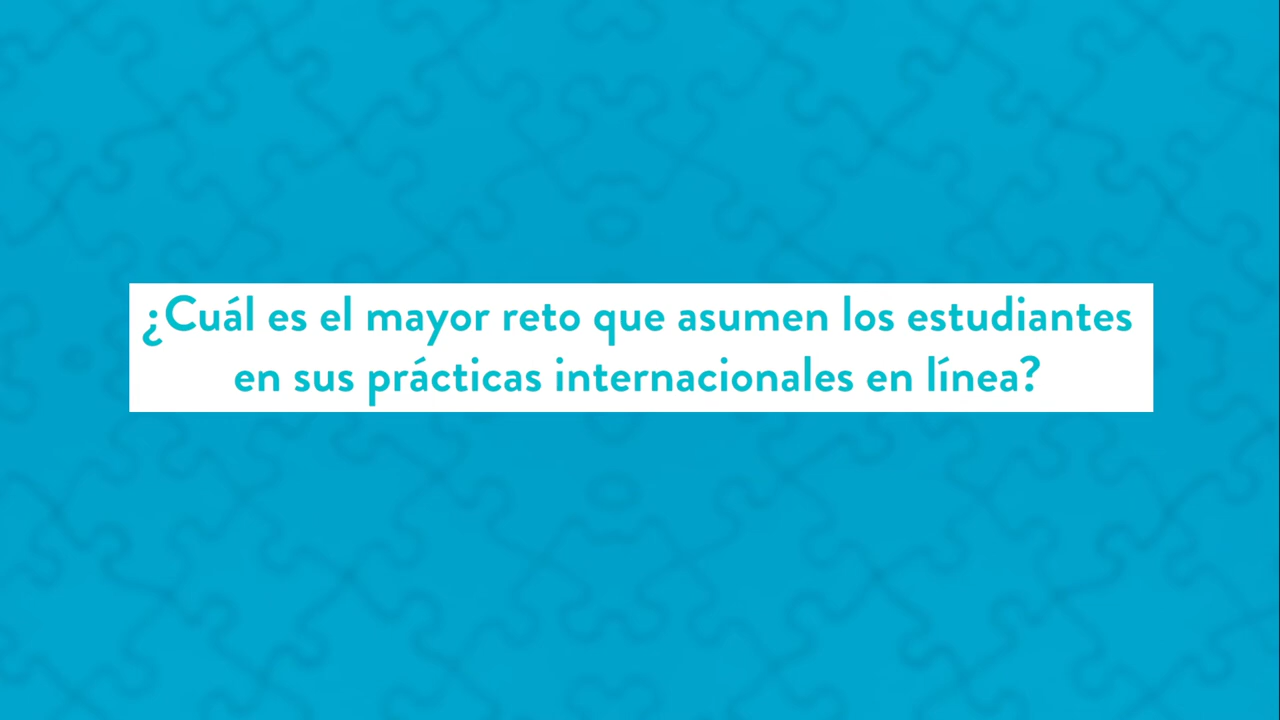 ¿Cuál es el mayor reto que asumen los estudiantes
en sus prácticas internacionales en línea?